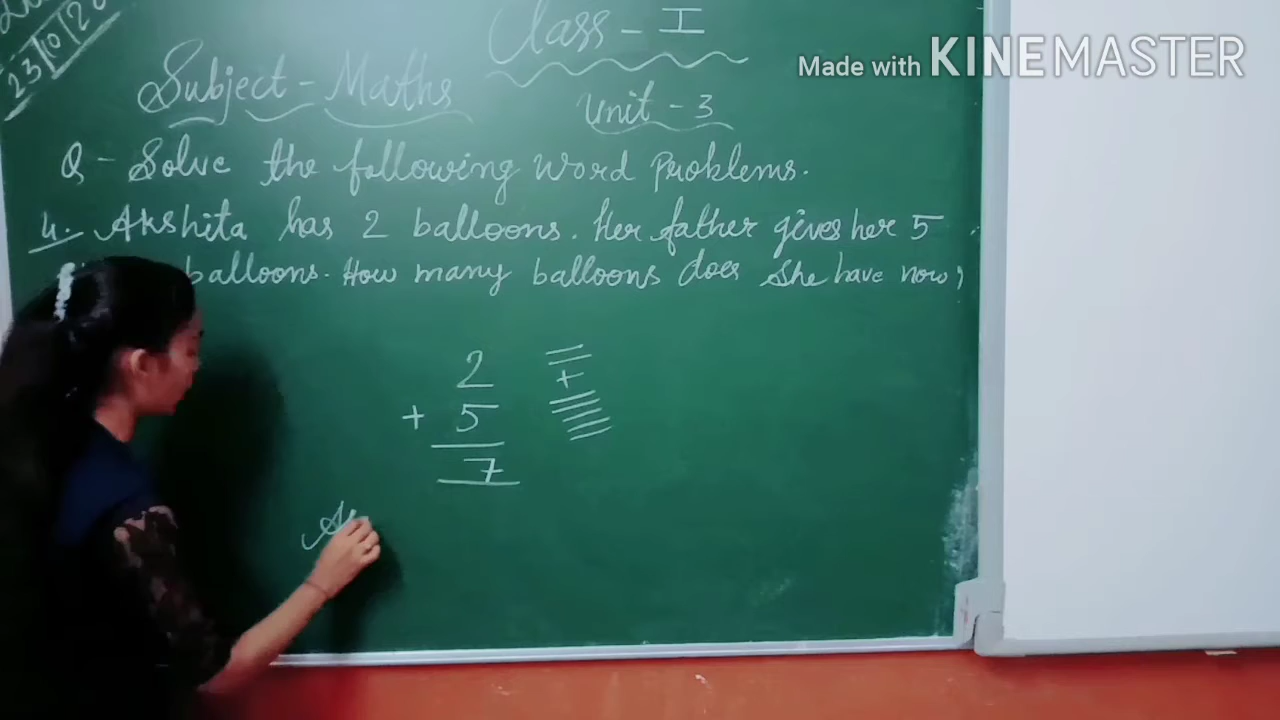 23/10/20
Class - I
Made with KINEMASTER
Subject - Maths
Unit - 3
Q - Solve the following word problems.
4. Akshita has 2 balloons. Her father gives her 5
balloons. How many balloons does she have now?
2
+
+ 5
7